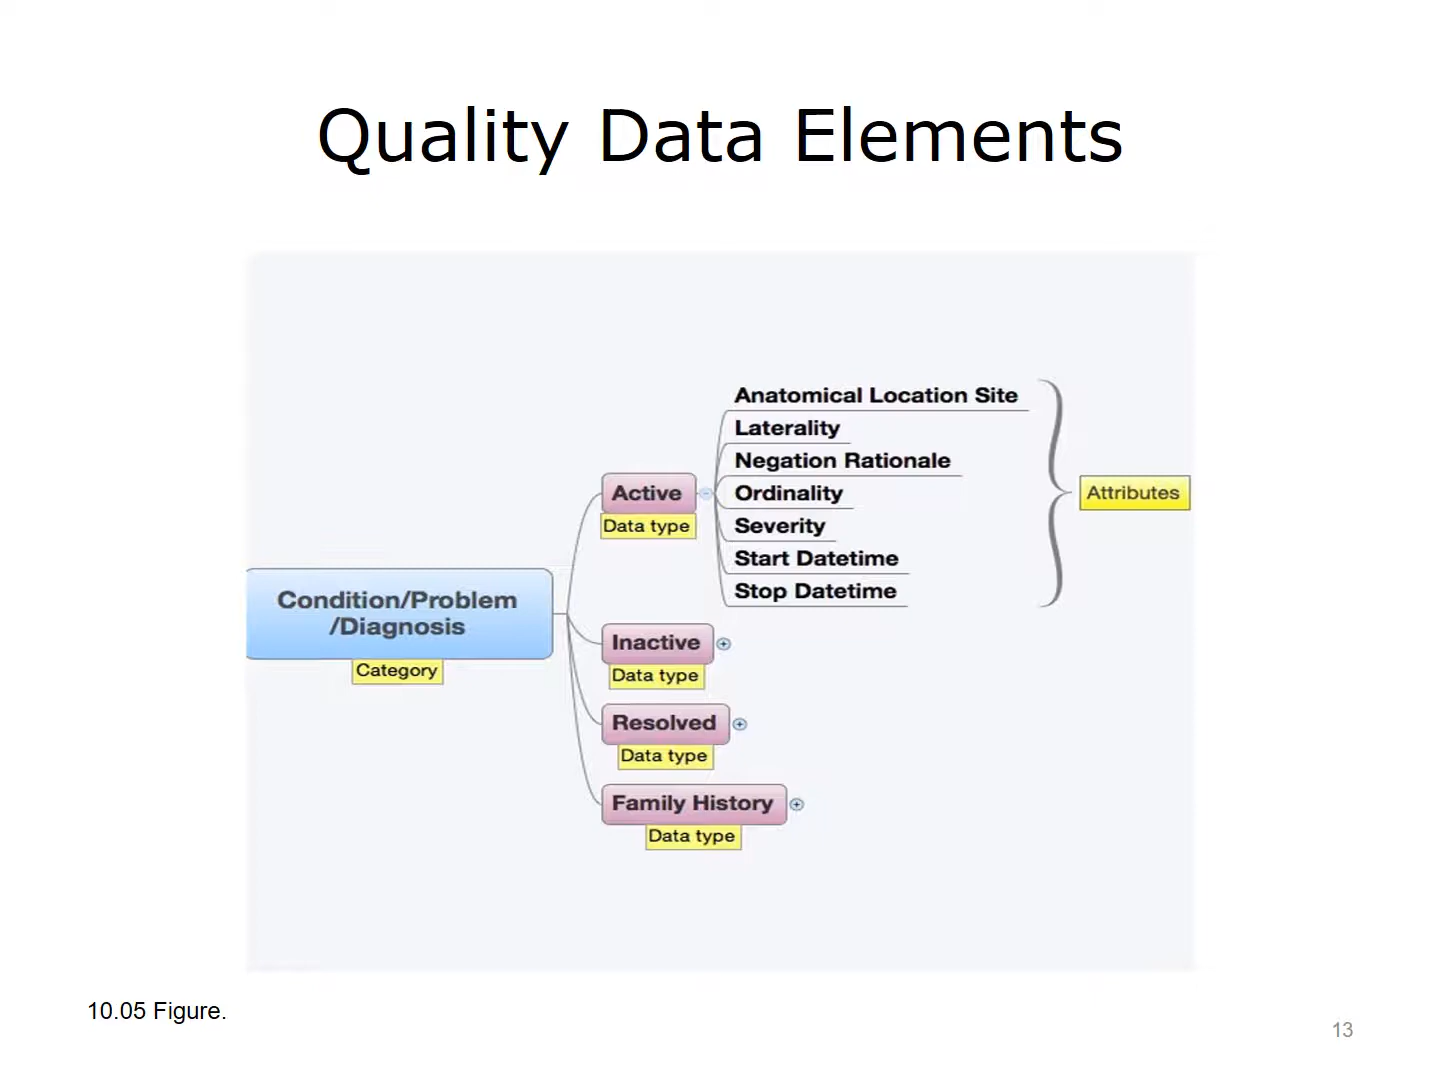 Quality Data Elements
Anatomical Location Site
Laterality
Negation Rationale
Active
Ordinality
Attributes
Data type
Severity
Start Datetime
Stop Datetime
Condition/Problem
/Diagnosis
Category
Inactive
Data type
Resolved
Data type
Family History
Data type
10.05 Figure.
13